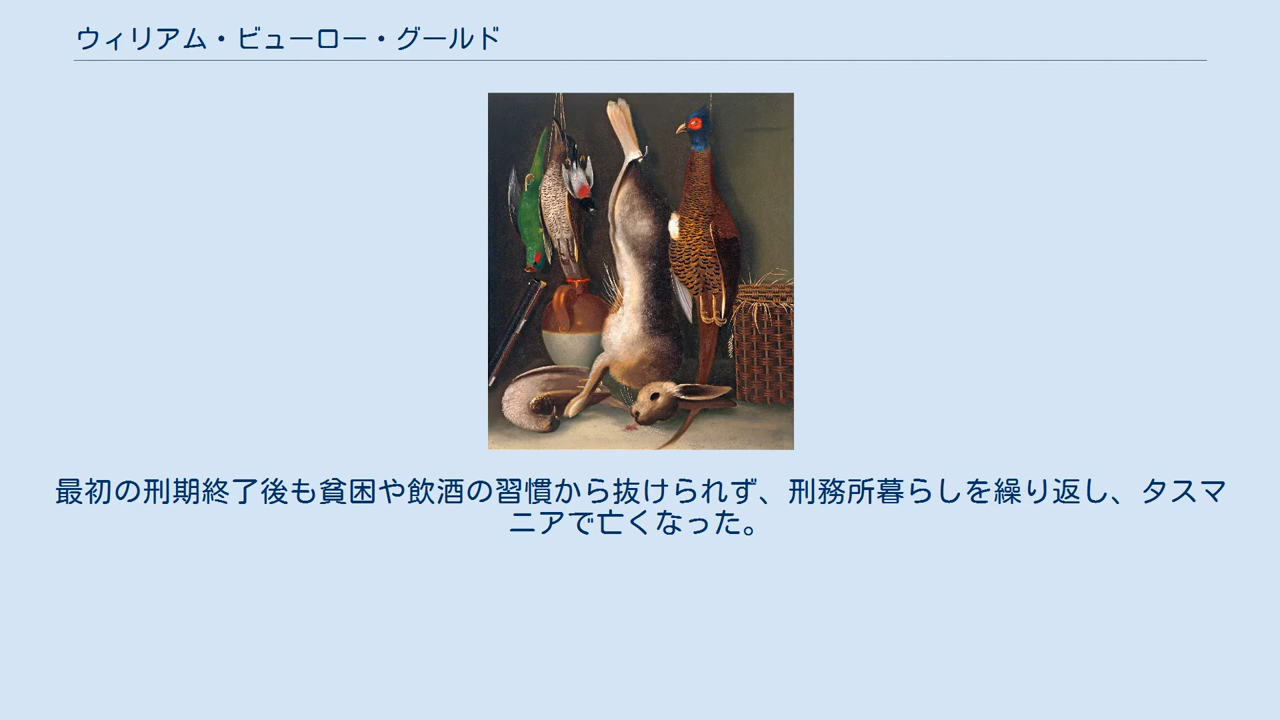 ウィリアム・ビューロー・グールド
最初の刑期終了後も貧困や飲酒の習慣から抜けられず、刑務所暮らしを繰り返し、タスマ
ニアで亡くなった。